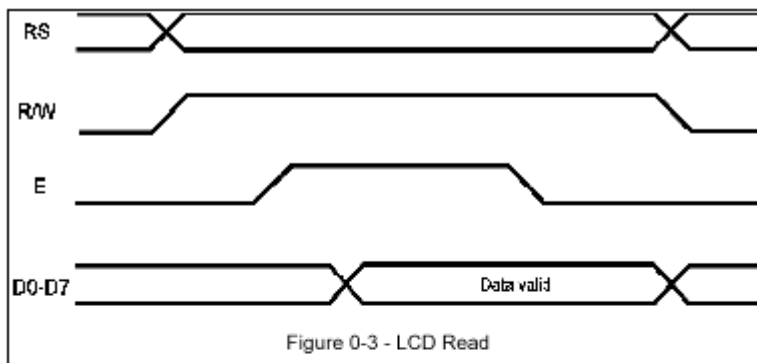 RS
R/W
E
D0-D7
Data valid
Figure 0-3 - LCD Read